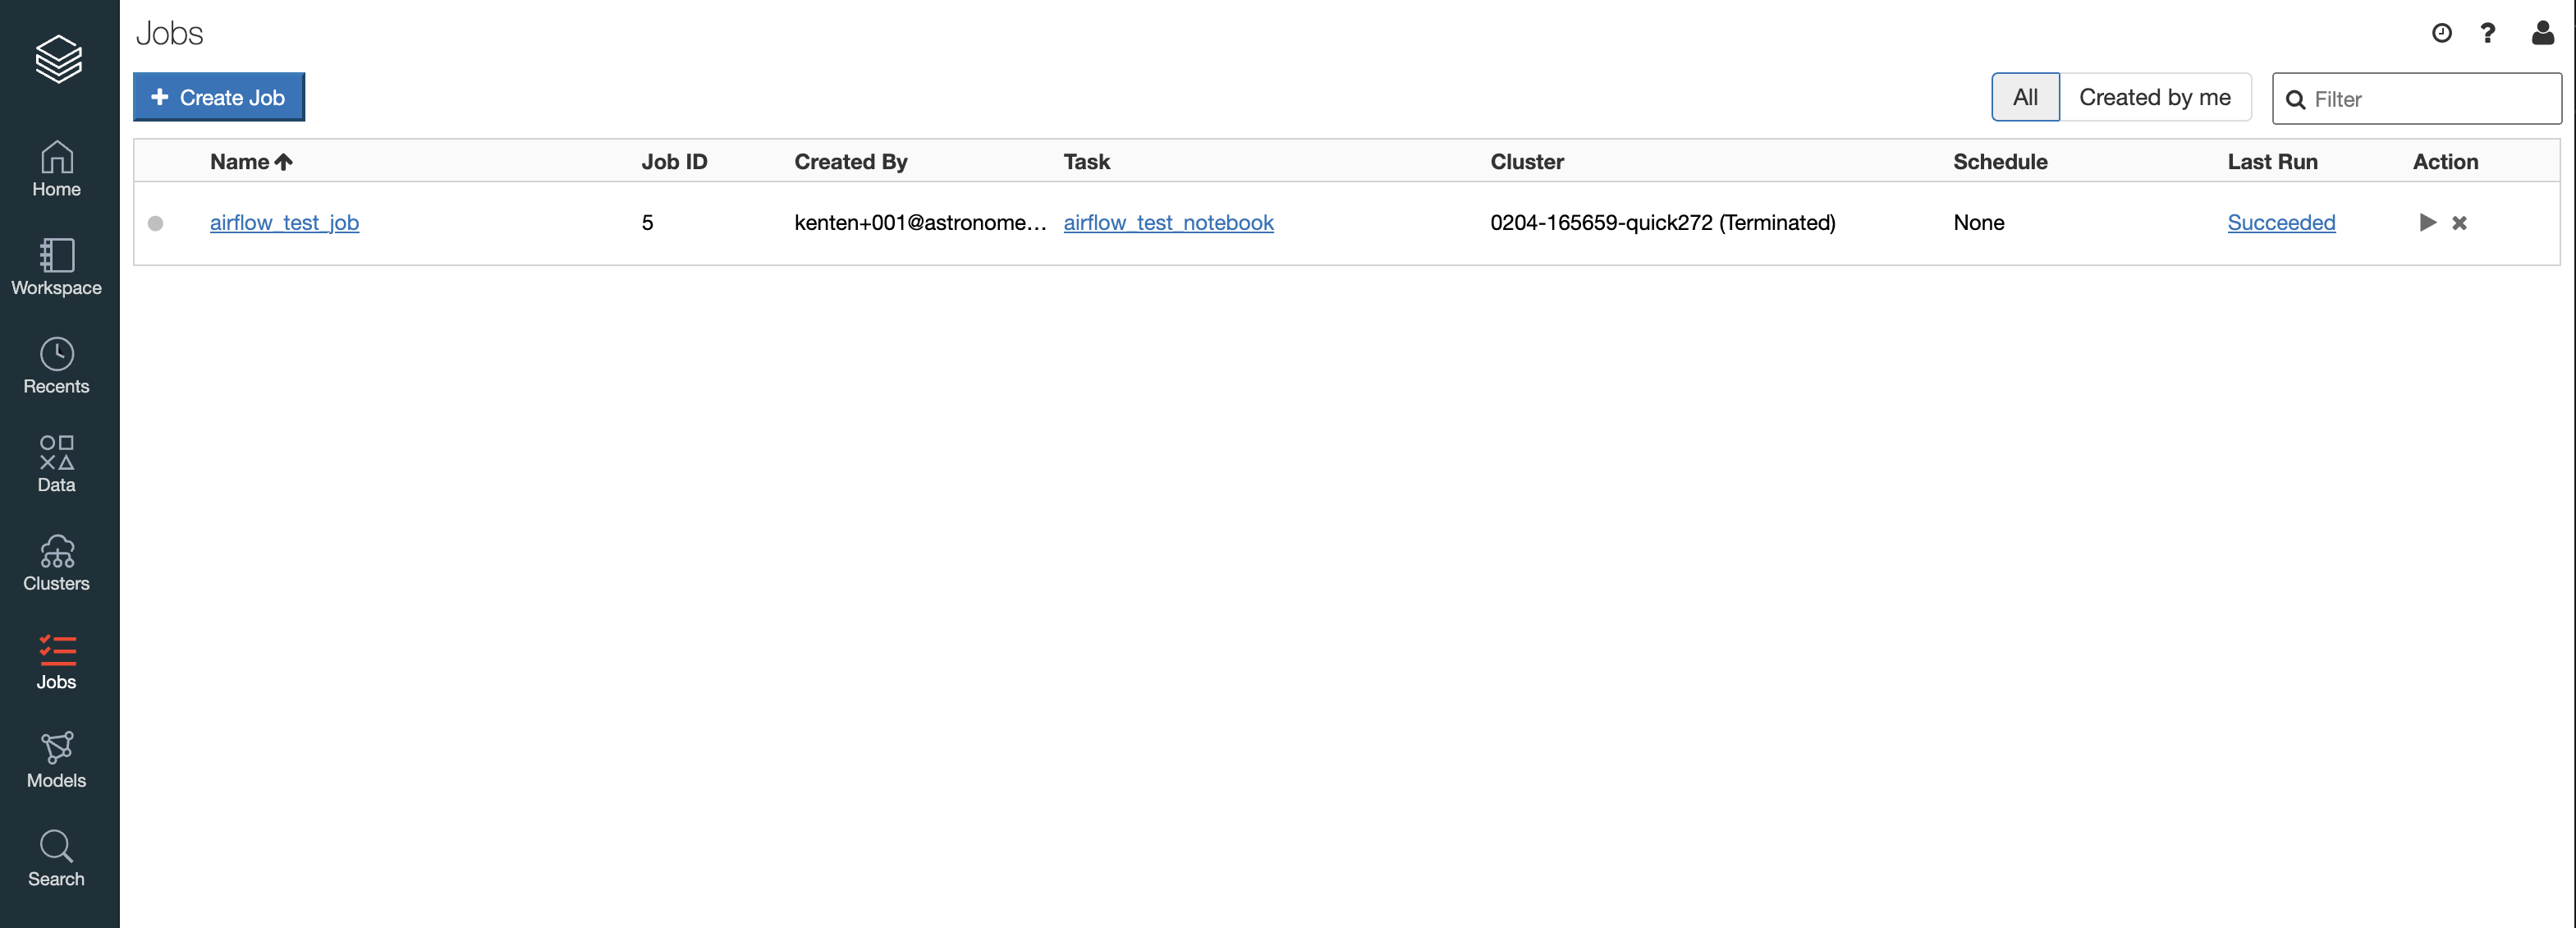 Jobs
Create Job
All
Created by me
Filter
Name Job ID Created By Task Cluster Schedule Last Run Action
airflow_test_job 5 kenten+001@astronome... airflow_test_notebook 0204-165659-quick272 (Terminated) None Succeeded
Home
Workspace
Recents
Data
Clusters
Jobs
Models
Search